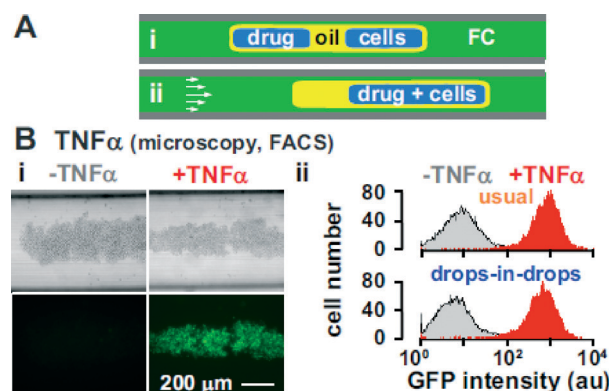 A
i drug oil cells FC
ii drug + cells
B TNFα (microscopy, FACS)
i -TNFα +TNFα
200 µm
ii -TNFα +TNFα
usual
80
40
0
drops-in-drops
80
40
0
cell number
10⁰ 10² 10⁴
GFP intensity (au)